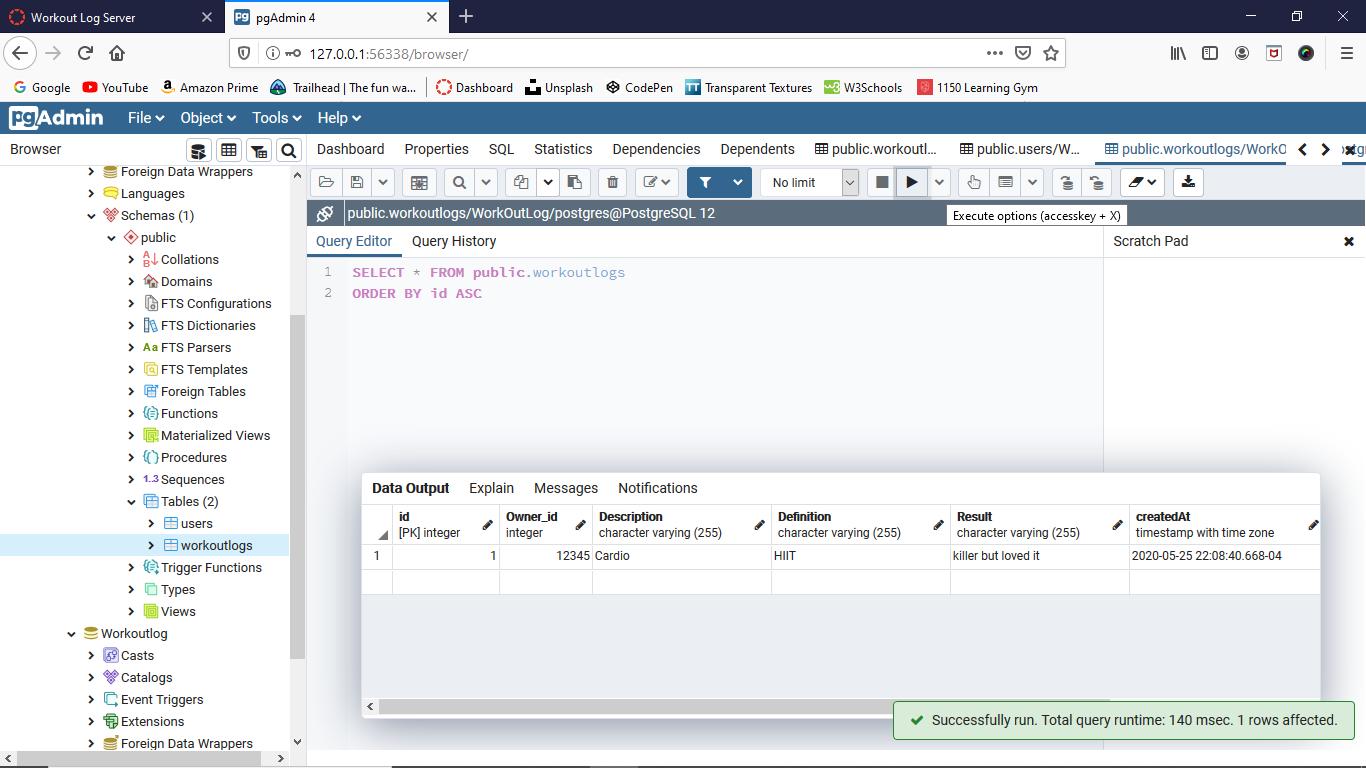 Workout Log Server
pgAdmin 4
127.0.0.1:56338/browser/
Google YouTube Amazon Prime Trailhead | The fun wa... Dashboard Unsplash CodePen Transparent Textures W3Schools 1150 Learning Gym
pgAdmin File Object Tools Help
Browser
Dashboard Properties SQL Statistics Dependencies Dependents public.workoutl... public.users/W... public.workoutlogs/WorkO
No limit
public.workoutlogs/WorkOutLog/postgres@PostgreSQL 12
Execute options (accesskey + X)
Query Editor Query History
Scratch Pad
1 SELECT * FROM public.workoutlogs
2 ORDER BY id ASC
Foreign Data Wrappers
Languages
Schemas (1)
public
Collations
Domains
FTS Configurations
FTS Dictionaries
Aa FTS Parsers
FTS Templates
Foreign Tables
Functions
Materialized Views
Procedures
1..3 Sequences
Tables (2)
users
workoutlogs
Trigger Functions
Types
Views
Workoutlog
Casts
Catalogs
Event Triggers
Extensions
Foreign Data Wrappers
Data Output Explain Messages Notifications
id Owner_id Description Definition Result createdAt
[PK] integer integer character varying (255) character varying (255) character varying (255) timestamp with time zone
1 1 12345 Cardio HIIT killer but loved it 2020-05-25 22:08:40.668-04
Successfully run. Total query runtime: 140 msec. 1 rows affected.